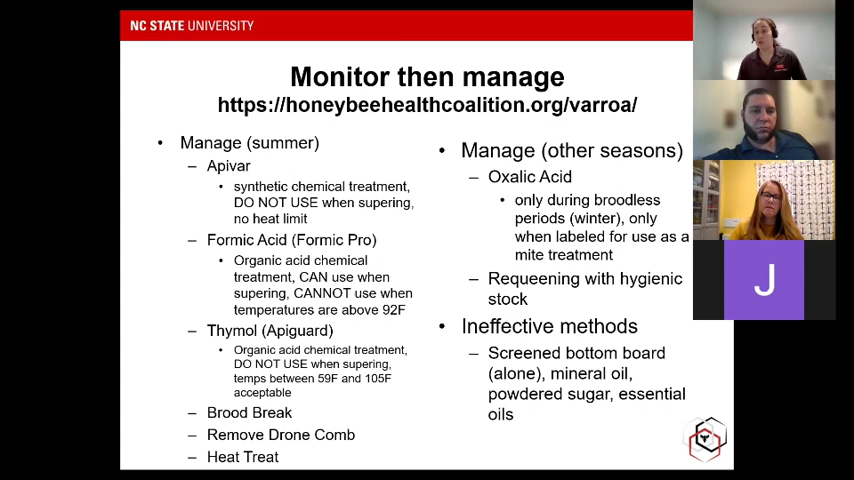 NC STATE UNIVERSITY
Monitor then manage
https://honeybeehealthcoalition.org/varroa/
• Manage (summer)
– Apivar
• synthetic chemical treatment,
DO NOT USE when supering,
no heat limit
– Formic Acid (Formic Pro)
• Organic acid chemical
treatment, CAN use when
supering, CANNOT use when
temperatures are above 92F
– Thymol (Apiguard)
• Organic acid chemical treatment,
DO NOT USE when supering,
temps between 59F and 105F
acceptable
– Brood Break
– Remove Drone Comb
– Heat Treat
• Manage (other seasons)
– Oxalic Acid
• only during broodless
periods (winter), only
when labeled for use as a
mite treatment
– Requeening with hygienic
stock
• Ineffective methods
– Screened bottom board
(alone), mineral oil,
powdered sugar, essential
oils
J